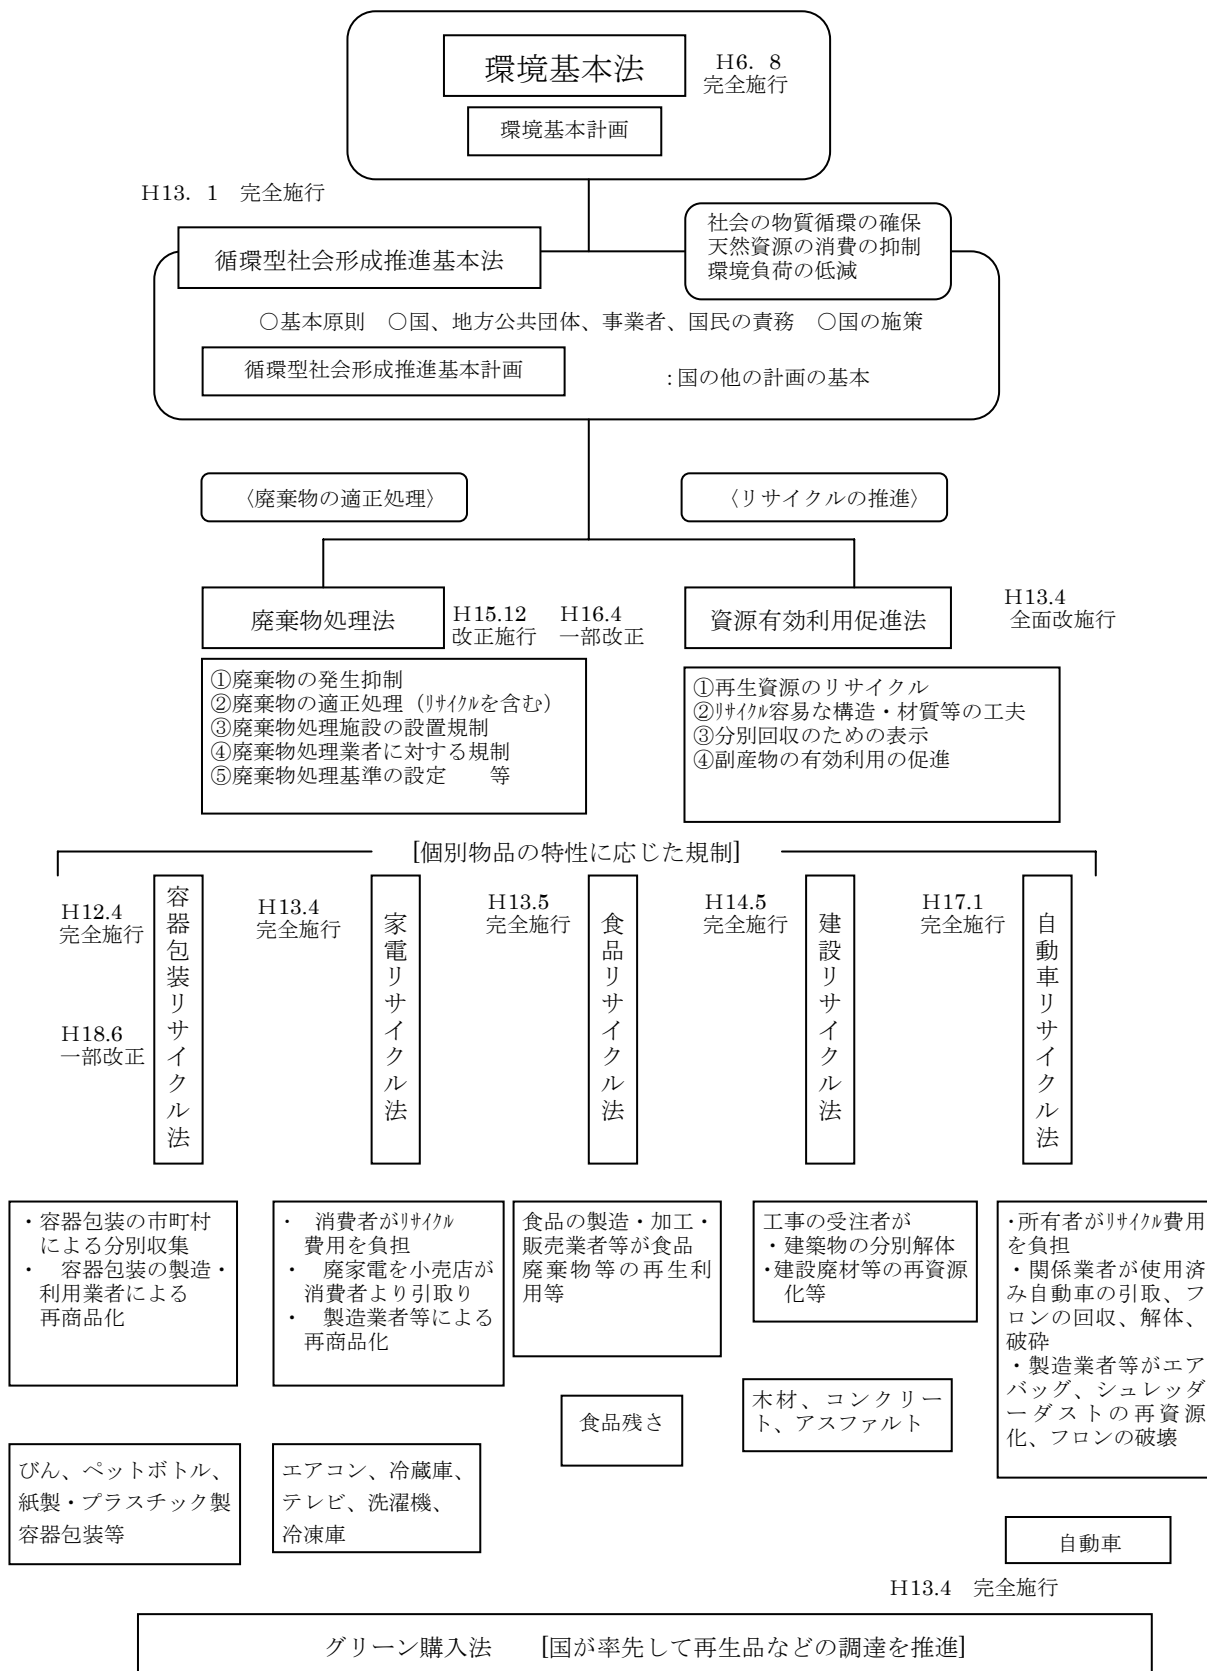 環境基本法
H6. 8
完全施行
環境基本計画
H13. 1　完全施行
循環型社会形成推進基本法
社会の物質循環の確保
天然資源の消費の抑制
環境負荷の低減
○基本原則　○国、地方公共団体、事業者、国民の責務　○国の施策
循環型社会形成推進基本計画
:国の他の計画の基本
〈廃棄物の適正処理〉
〈リサイクルの推進〉
廃棄物処理法
H15.12
改正施行
H16.4
一部改正
資源有効利用促進法
H13.4
全面改施行
①廃棄物の発生抑制
②廃棄物の適正処理（ﾘｻｲｸﾙを含む）
③廃棄物処理施設の設置規制
④廃棄物処理業者に対する規制
⑤廃棄物処理基準の設定　　等
①再生資源のリサイクル
②ﾘｻｲｸﾙ容易な構造・材質等の工夫
③分別回収のための表示
④副産物の有効利用の促進
[個別物品の特性に応じた規制]
H12.4
完全施行
H18.6
一部改正
容器包装リサイクル法
H13.4
完全施行
家電リサイクル法
H13.5
完全施行
食品リサイクル法
H14.5
完全施行
建設リサイクル法
H17.1
完全施行
自動車リサイクル法
・容器包装の市町村
による分別収集
・　容器包装の製造・
利用業者による
再商品化
・　消費者がﾘｻｲｸﾙ
費用を負担
・　廃家電を小売店が
消費者より引取り
・　製造業者等による
再商品化
食品の製造・加工・
販売業者等が食品
廃棄物等の再生利
用等
工事の受注者が
・建築物の分別解体
・建設廃材等の再資源
化等
・所有者がﾘｻｲｸﾙ費用
を負担
・関係業者が使用済
み自動車の引取、フ
ロンの回収、解体、
破砕
・製造業者等がエア
バッグ、シュレッダ
ーダストの再資源
化、フロンの破壊
びん、ペットボトル、
紙製・プラスチック製
容器包装等
エアコン、冷蔵庫、
テレビ、洗濯機、
冷凍庫
食品残さ
木材、コンクリー
ト、アスファルト
自動車
H13.4　完全施行
グリーン購入法　　[国が率先して再生品などの調達を推進]